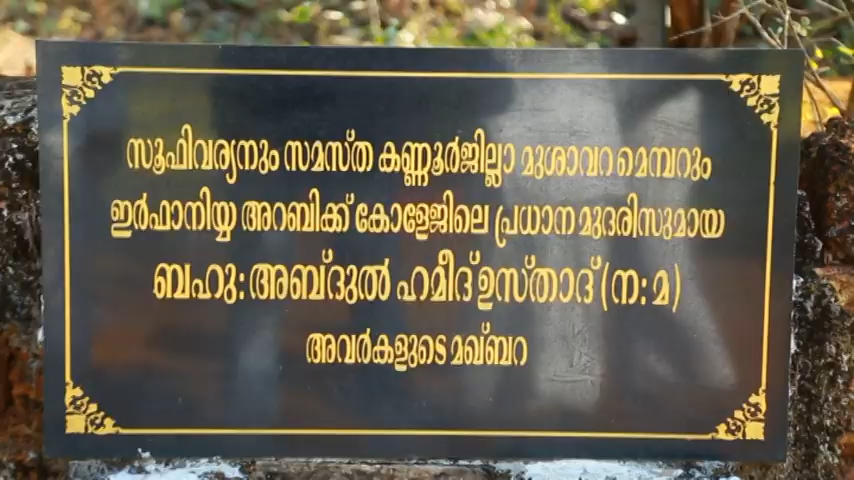 സൂഫിവര്യനും സമസ്ത കണ്ണൂർജില്ലാ മുശാവറ മെമ്പറും
ഇർഫാനിയ്യ അറബിക്ക് കോളേജിലെ പ്രധാന മുദരിസുമായ
ബഹു: അബ്ദുൽ ഹമീദ് ഉസ്താദ് (ന: മ)
അവർകളുടെ മഖ്ബറ